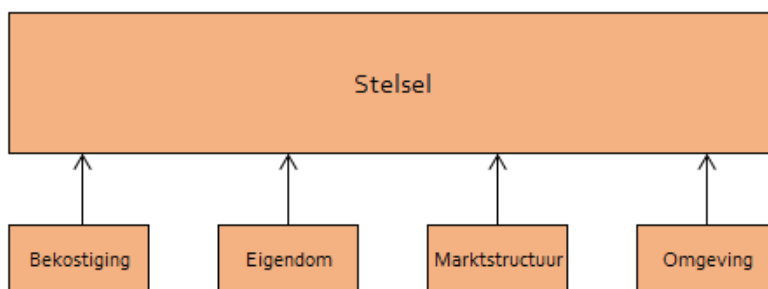 Stelsel
Bekostiging
Eigendom
Marktstructuur
Omgeving